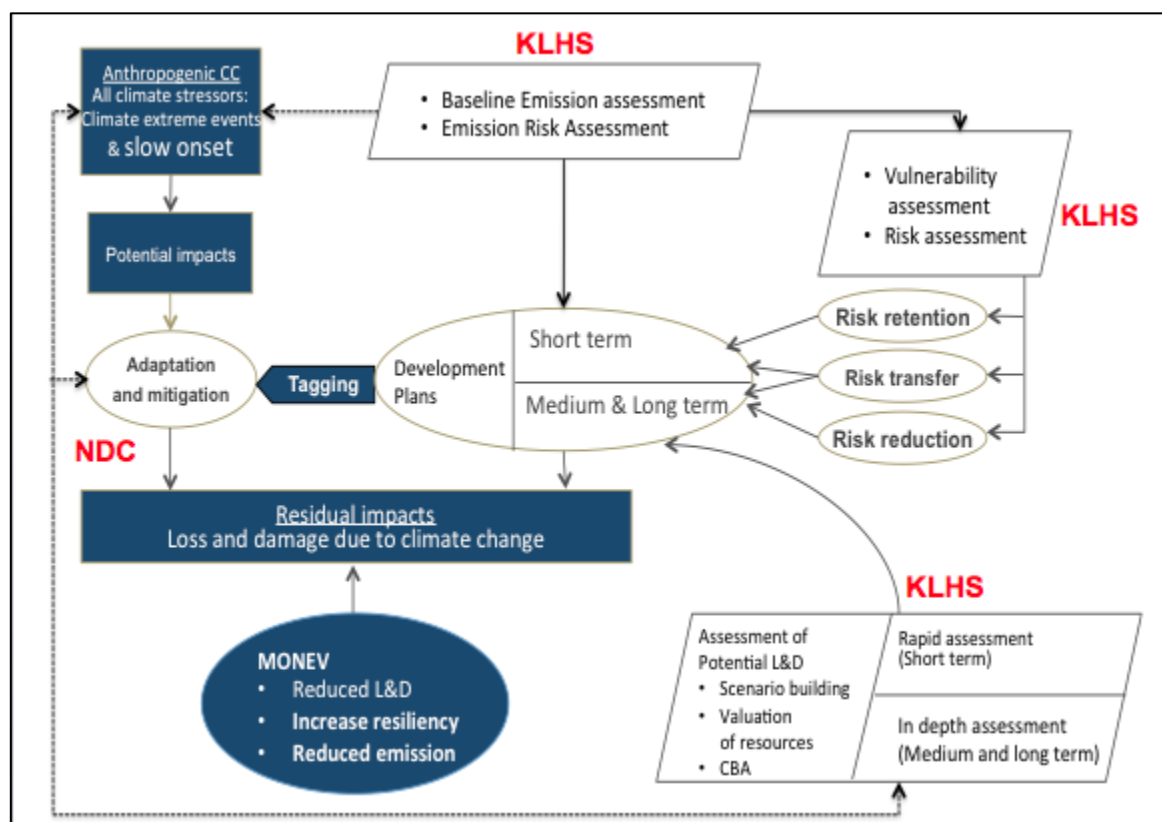 KLHS
Anthropogenic CC
All climate stressors:
Climate extreme events
& slow onset
• Baseline Emission assessment
• Emission Risk Assessment
• Vulnerability
assessment
• Risk assessment
KLHS
Potential impacts
Risk retention
Risk transfer
Risk reduction
Short term
Development
Plans
Medium & Long term
Tagging
Adaptation
and mitigation
NDC
Residual impacts
Loss and damage due to climate change
MONEV
• Reduced L&D
• Increase resiliency
• Reduced emission
KLHS
Assessment of
Potential L&D
• Scenario building
• Valuation
of resources
• CBA
Rapid assessment
(Short term)
In depth assessment
(Medium and long term)